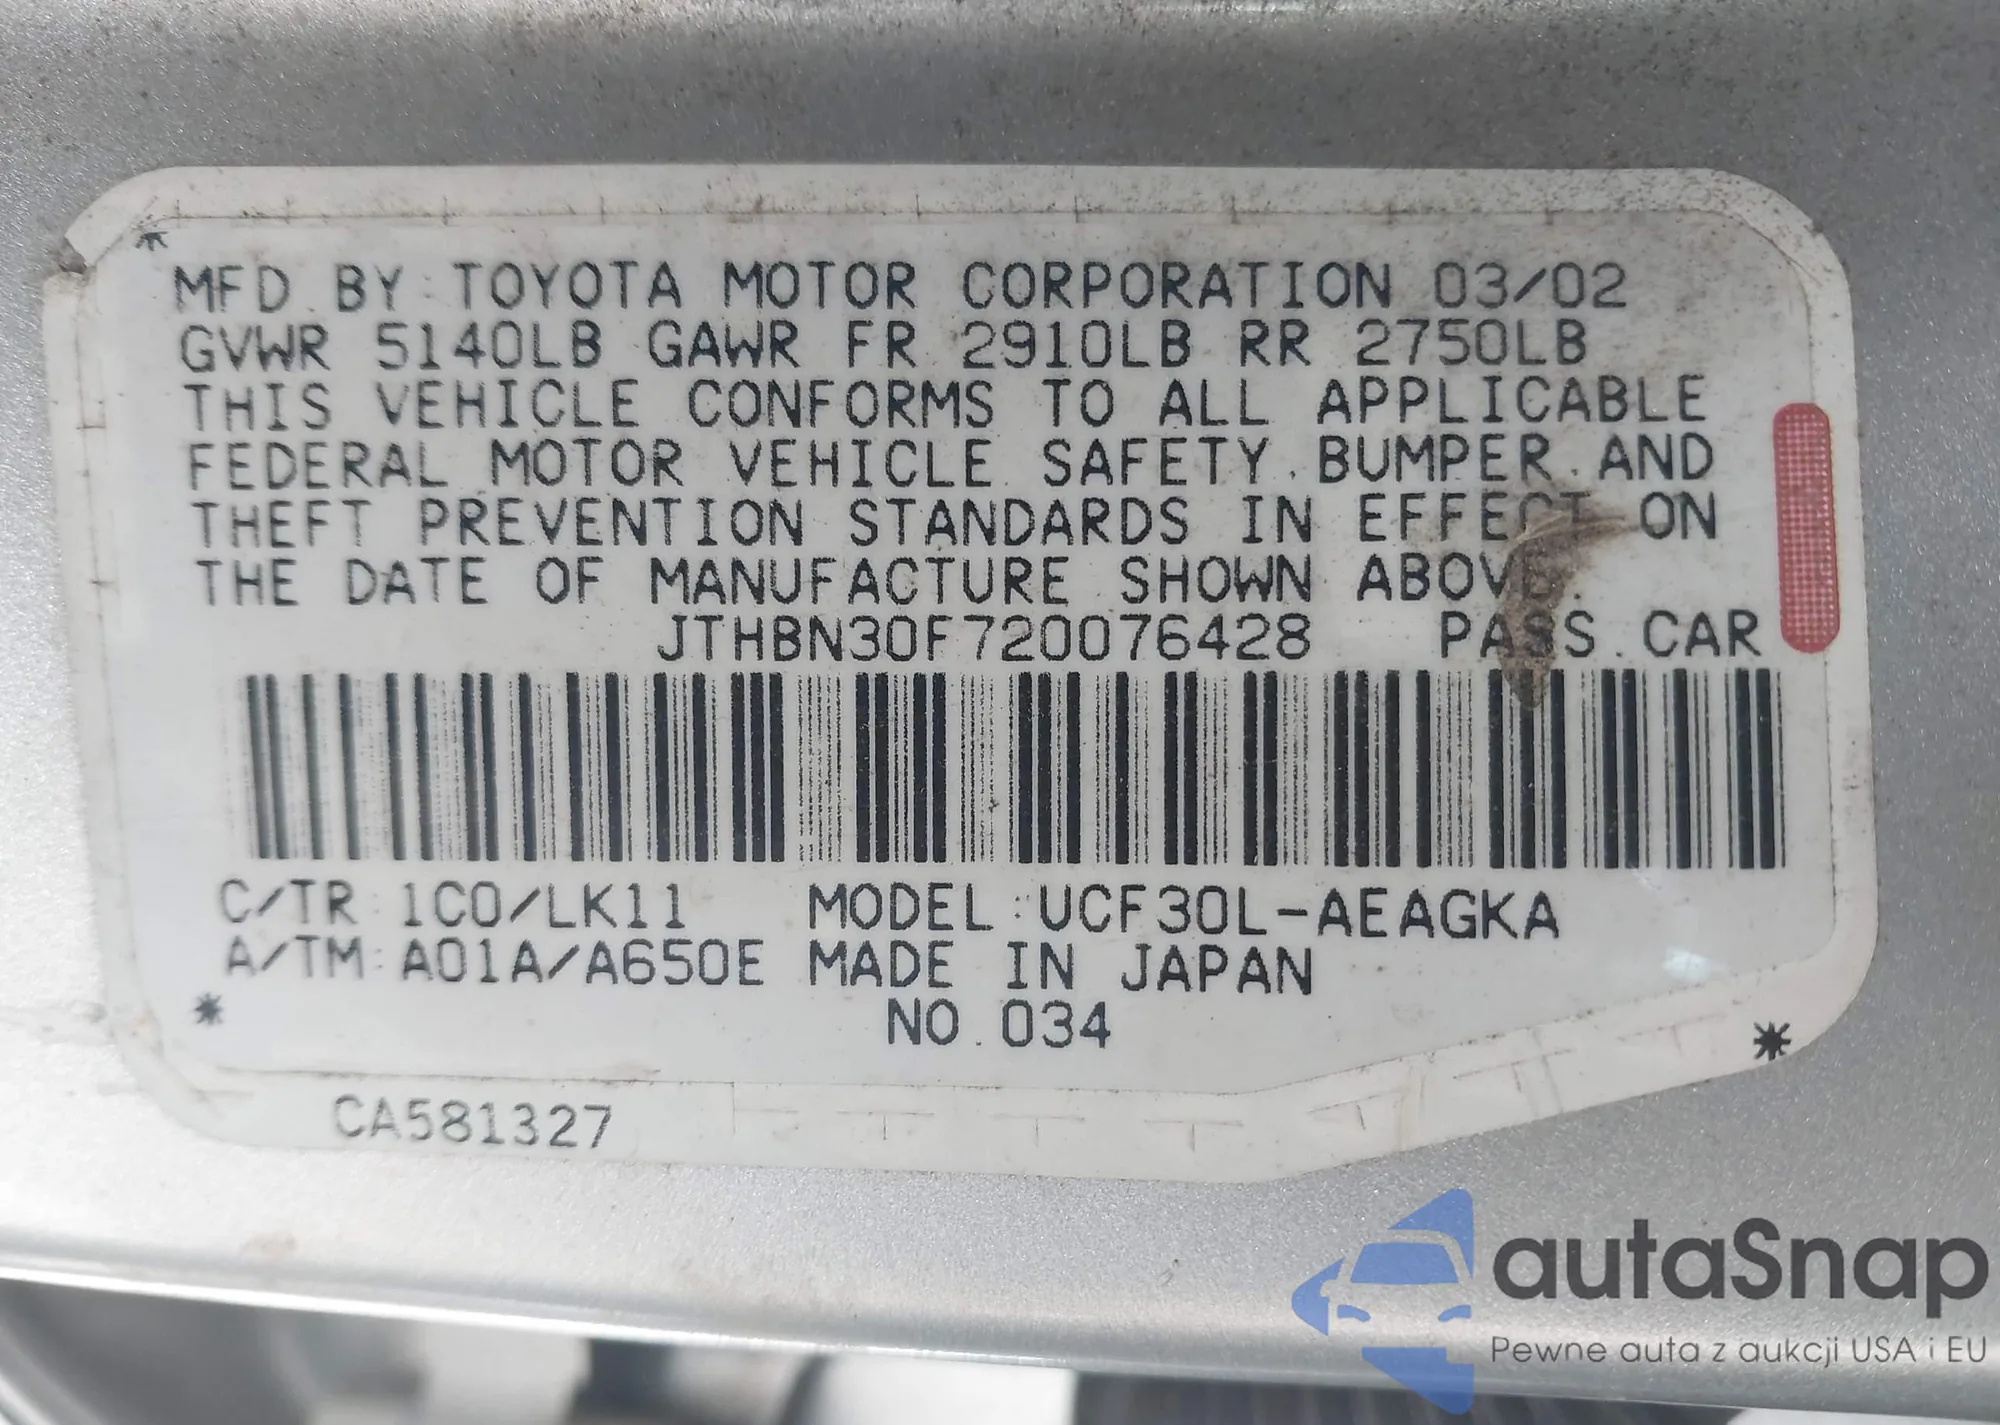 MFD. BY: TOYOTA MOTOR CORPORATION 03/02
GVWR 5140LB GAWR FR 2910LB RR 2750LB
THIS VEHICLE CONFORMS TO ALL APPLICABLE
FEDERAL MOTOR VEHICLE SAFETY. BUMPER. AND
THEFT PREVENTION STANDARDS IN EFFECT ON
THE DATE OF MANUFACTURE SHOWN ABOVE.
JTHBN30F720076428 PASS. CAR
C/TR: 1C0/LK11 MODEL: UCF30L-AEAGKA
A/TM: A01A/A650E MADE IN JAPAN
NO. 034
CA581327
autaSnap
Pewne auta z aukcji USA i EU